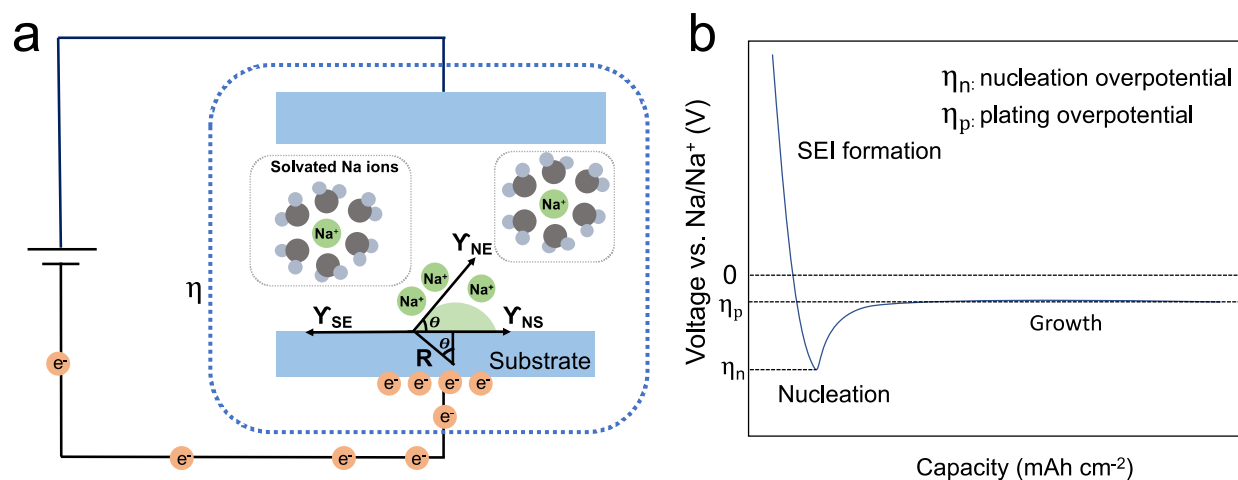 a
Solvated Na ions
Na⁺
Na⁺
ϒNE
Na⁺
Na⁺
Na⁺
η
ϒSE
θ
ϒNS
θ
R
Substrate
e⁻
e⁻
e⁻
e⁻
e⁻
e⁻
e⁻
e⁻
e⁻
b
ηn: nucleation overpotential
ηp: plating overpotential
SEI formation
Voltage vs. Na/Na⁺ (V)
0
ηp
Growth
ηn
Nucleation
Capacity (mAh cm⁻²)